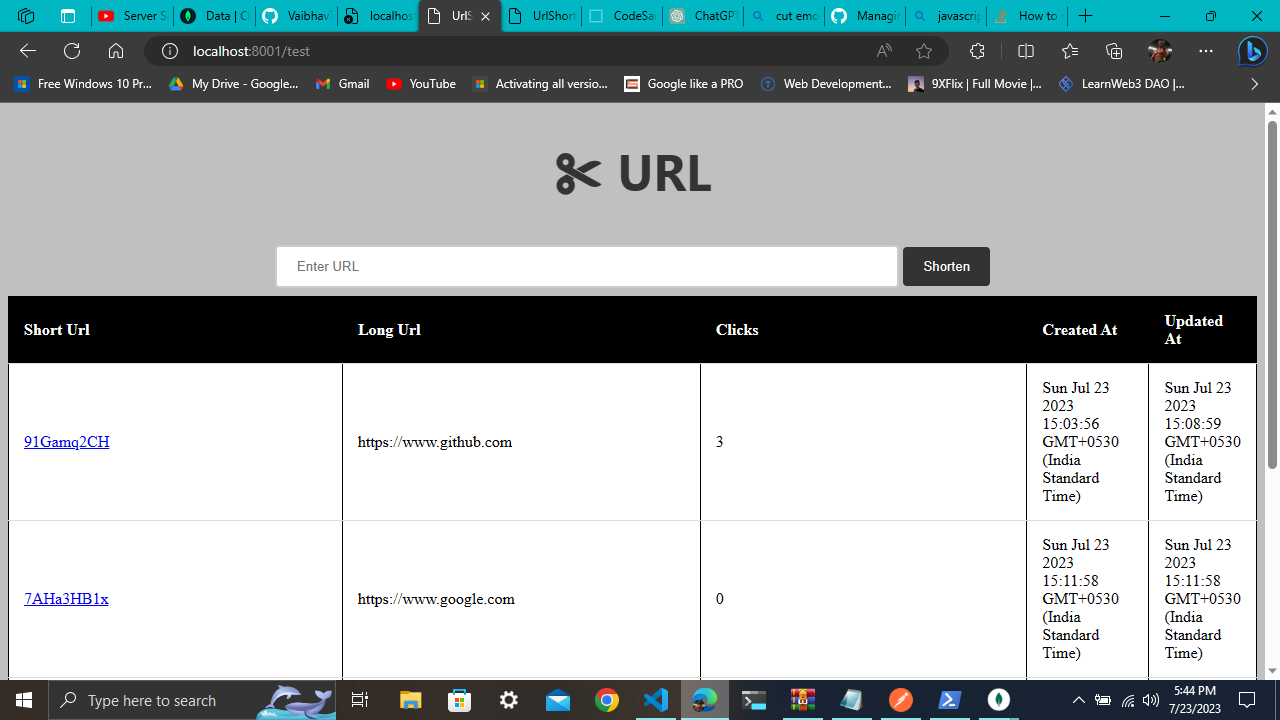 Server S
Data | Cl
Vaibhav
localhos
UrlS
UrlShort
CodeSa
ChatGPT
cut emo
Managin
javascrip
How to
localhost:8001/test
Free Windows 10 Pr...
My Drive - Google...
Gmail
YouTube
Activating all versio...
Google like a PRO
Web Development...
9XFlix | Full Movie |...
LearnWeb3 DAO |...
URL
Enter URL
Shorten
Short Url
Long Url
Clicks
Created At
Updated
At
91Gamq2CH
https://www.github.com
3
Sun Jul 23
2023
15:03:56
GMT+0530
(India
Standard
Time)
Sun Jul 23
2023
15:08:59
GMT+0530
(India
Standard
Time)
7AHa3HB1x
https://www.google.com
0
Sun Jul 23
2023
15:11:58
GMT+0530
(India
Standard
Time)
Sun Jul 23
2023
15:11:58
GMT+0530
(India
Standard
Time)
Type here to search
5:44 PM
7/23/2023